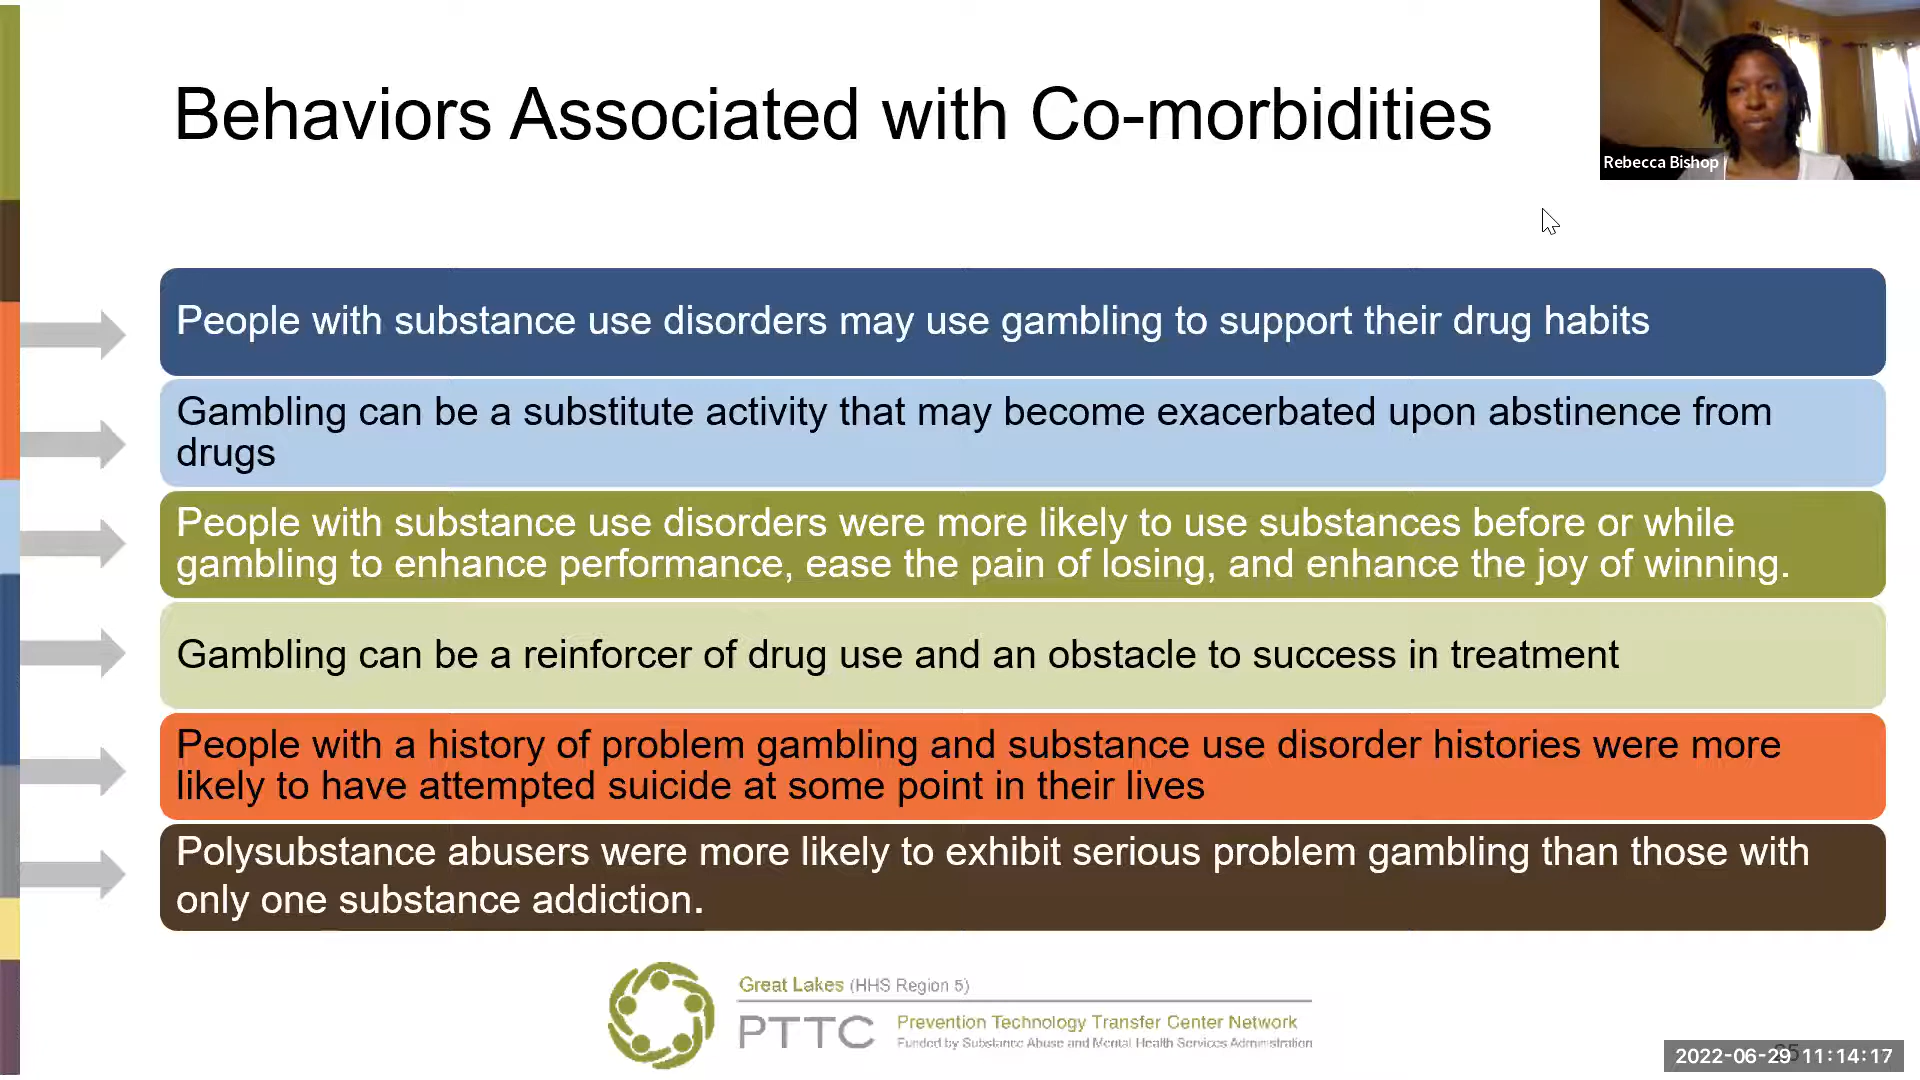 Behaviors Associated with Co-morbidities
Rebecca Bishop
People with substance use disorders may use gambling to support their drug habits
Gambling can be a substitute activity that may become exacerbated upon abstinence from
drugs
People with substance use disorders were more likely to use substances before or while
gambling to enhance performance, ease the pain of losing, and enhance the joy of winning.
Gambling can be a reinforcer of drug use and an obstacle to success in treatment
People with a history of problem gambling and substance use disorder histories were more
likely to have attempted suicide at some point in their lives
Polysubstance abusers were more likely to exhibit serious problem gambling than those with
only one substance addiction.
Great Lakes (HHS Region 5)
PTTC
Prevention Technology Transfer Center Network
Funded by Substance Abuse and Mental Health Services Administration
2022-06-29 11:14:17